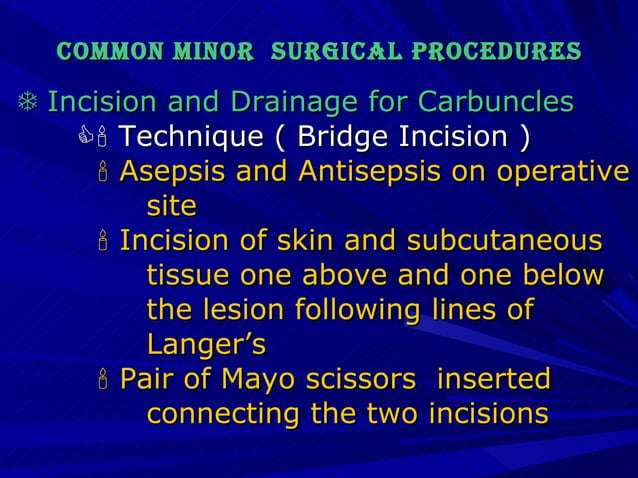 COMMON MINOR SURGICAL PROCEDURES
Incision and Drainage for Carbuncles
Technique ( Bridge Incision )
Asepsis and Antisepsis on operative
site
Incision of skin and subcutaneous
tissue one above and one below
the lesion following lines of
Langer’s
Pair of Mayo scissors inserted
connecting the two incisions